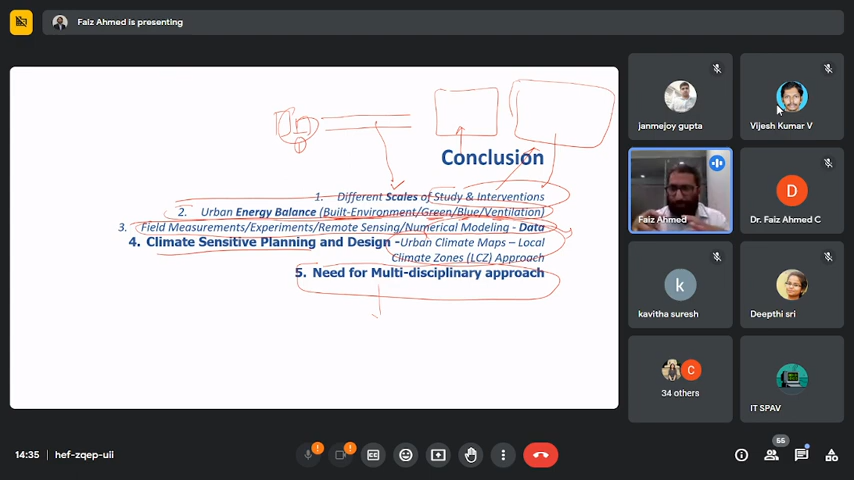 Faiz Ahmed is presenting
Conclusion
1. Different Scales of Study & Interventions
2. Urban Energy Balance (Built-Environment/Green/Blue/Ventilation)
3. Field Measurements/Experiments/Remote Sensing/Numerical Modeling - Data
4. Climate Sensitive Planning and Design -Urban Climate Maps – Local
Climate Zones (LCZ) Approach
5. Need for Multi-disciplinary approach
janmejoy gupta
Vijesh Kumar V
Faiz Ahmed
D
Dr. Faiz Ahmed C
k
kavitha suresh
Deepthi sri
C
34 others
IT SPAV
14:35 hef-zqep-uii
55